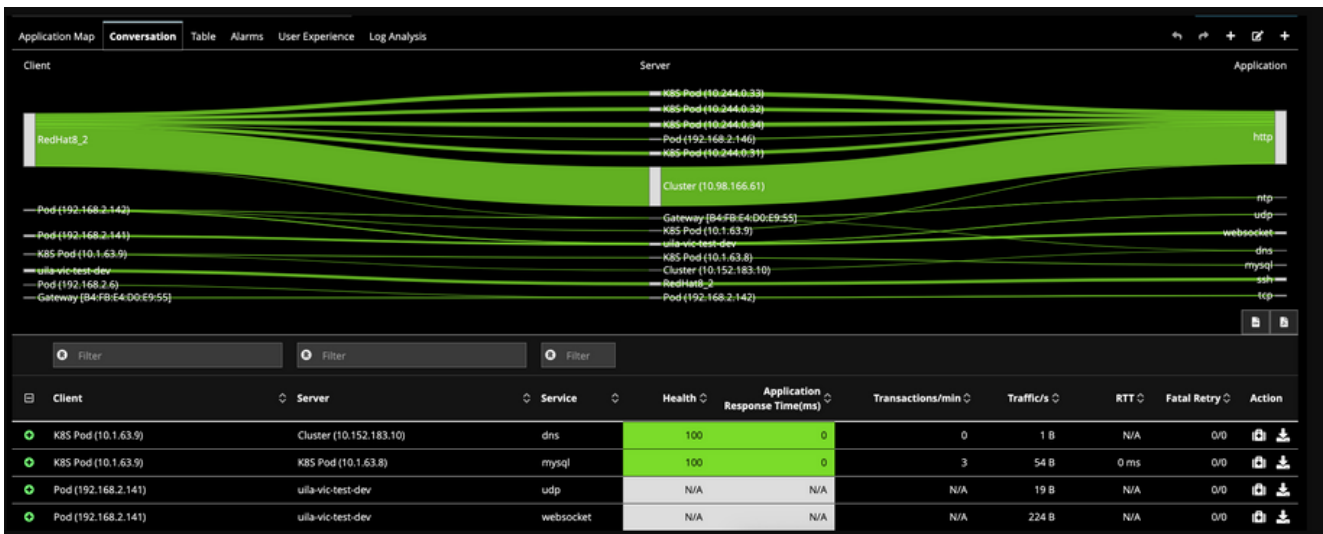 Application Map Conversation Table Alarms User Experience Log Analysis
Client Server Application
K8S Pod (10.244.0.33)
K8S Pod (10.244.0.32)
K8S Pod (10.244.0.34)
RedHat8_2 Pod (192.168.2.146) http
K8S Pod (10.244.0.31)
Cluster (10.98.166.61)
ntp
Pod (192.168.2.142) Gateway [B4:FB:E4:D0:E9:55] udp
K8S Pod (10.1.63.9) websocket
Pod (192.168.2.141) uila-vic-test-dev
K8S Pod (10.1.63.9) K8S Pod (10.1.63.8) dns
uila-vic-test-dev Cluster (10.152.183.10) mysql
Pod (192.168.2.6) RedHat8_2 ssh
Gateway [B4:FB:E4:D0:E9:55] Pod (192.168.2.142) tcp
Filter Filter Filter
Client Server Service Health Application Response Time(ms) Transactions/min Traffic/s RTT Fatal Retry Action
K8S Pod (10.1.63.9) Cluster (10.152.183.10) dns 100 0 0 1 B N/A 0/0
K8S Pod (10.1.63.9) K8S Pod (10.1.63.8) mysql 100 0 3 54 B 0 ms 0/0
Pod (192.168.2.141) uila-vic-test-dev udp N/A N/A N/A 19 B N/A 0/0
Pod (192.168.2.141) uila-vic-test-dev websocket N/A N/A N/A 224 B N/A 0/0